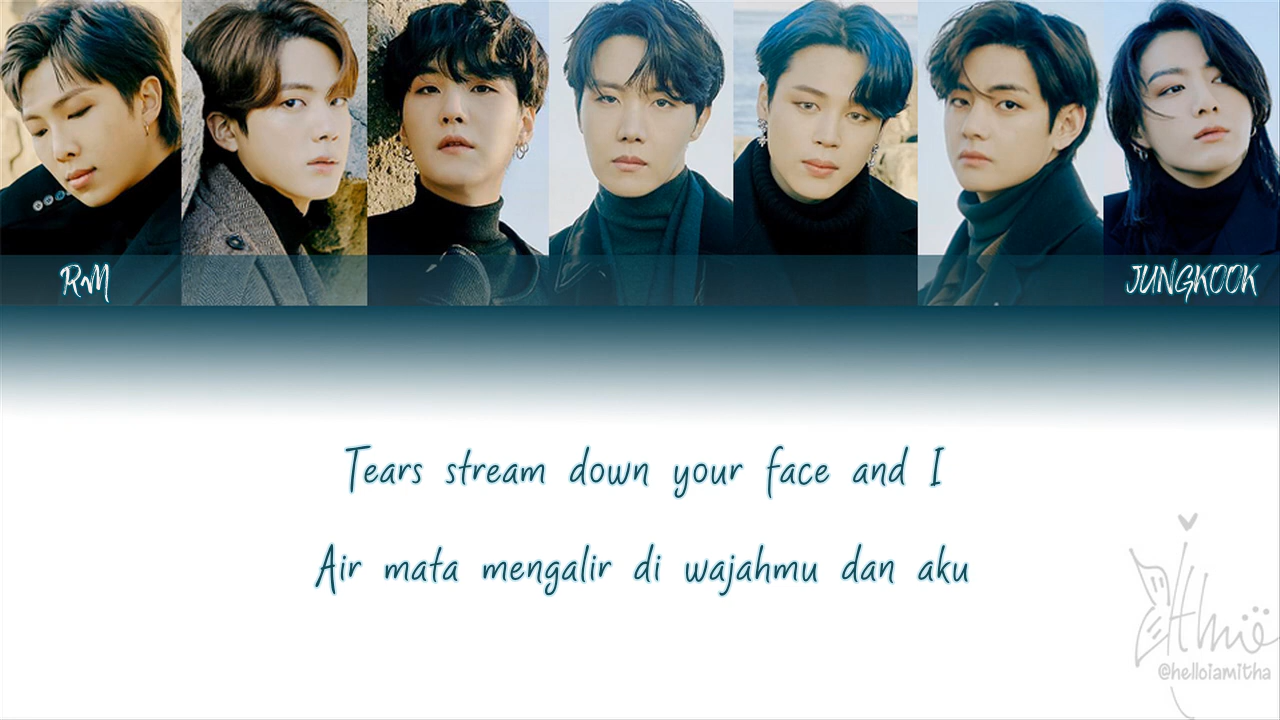 RM
JUNGKOOK
Tears stream down your face and I
Air mata mengalir di wajahmu dan aku
@helloiamitha